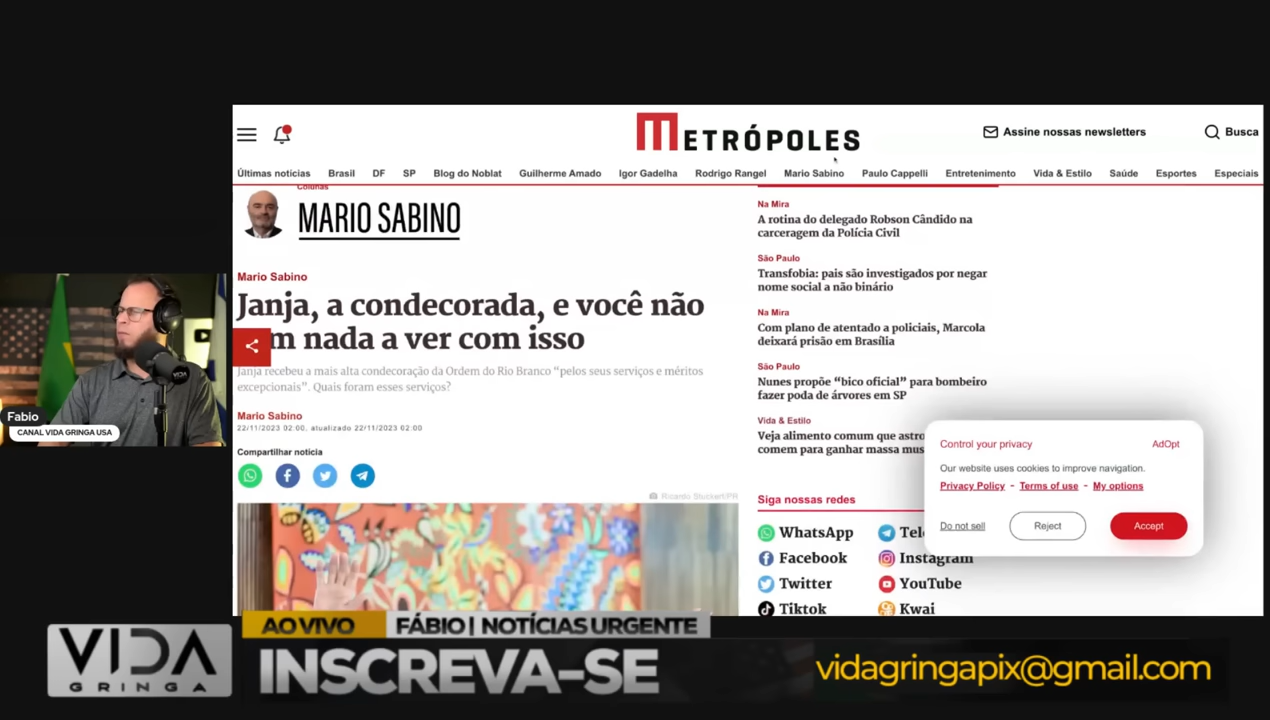 METRÓPOLES
Assine nossas newsletters
Busca
Últimas notícias Brasil DF SP Blog do Noblat Guilherme Amado Igor Gadelha Rodrigo Rangel Mario Sabino Paulo Cappelli Entretenimento Vida & Estilo Saúde Esportes Especiais
Colunas
MARIO SABINO
Mario Sabino
Janja, a condecorada, e você não
m nada a ver com isso
Janja recebeu a mais alta condecoração da Ordem do Rio Branco “pelos seus serviços e méritos
excepcionais”. Quais foram esses serviços?
Mario Sabino
22/11/2023 02:00, atualizado 22/11/2023 02:00
Compartilhar notícia
Ricardo Stuckert/PR
Na Mira
A rotina do delegado Robson Cândido na
carceragem da Polícia Civil
São Paulo
Transfobia: pais são investigados por negar
nome social a não binário
Na Mira
Com plano de atentado a policiais, Marcola
deixará prisão em Brasília
São Paulo
Nunes propõe “bico oficial” para bombeiro
fazer poda de árvores em SP
Vida & Estilo
Veja alimento comum que astro
comem para ganhar massa mus
Siga nossas redes
WhatsApp Tel
Facebook Instagram
Twitter YouTube
Tiktok Kwai
Control your privacy AdOpt
Our website uses cookies to improve navigation.
Privacy Policy - Terms of use - My options
Do not sell Reject Accept
Fabio
CANAL VIDA GRINGA USA
VIDA
GRINGA
AO VIVO FÁBIO | NOTÍCIAS URGENTE
INSCREVA-SE
vidagringapix@gmail.com